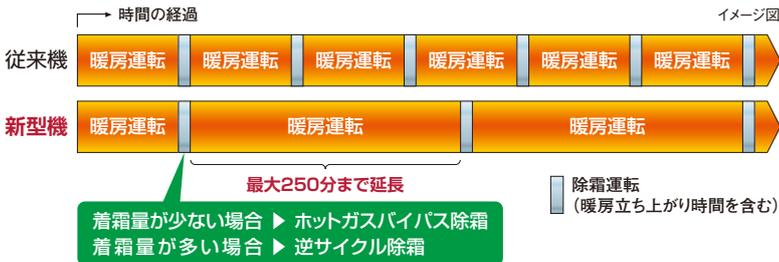 時間の経過
イメージ図
従来機
暖房運転 暖房運転 暖房運転 暖房運転 暖房運転 暖房運転
新型機
暖房運転 暖房運転 暖房運転
最大250分まで延長
除霜運転
（暖房立ち上がり時間を含む）
着霜量が少ない場合 ▶ ホットガスバイパス除霜
着霜量が多い場合 ▶ 逆サイクル除霜